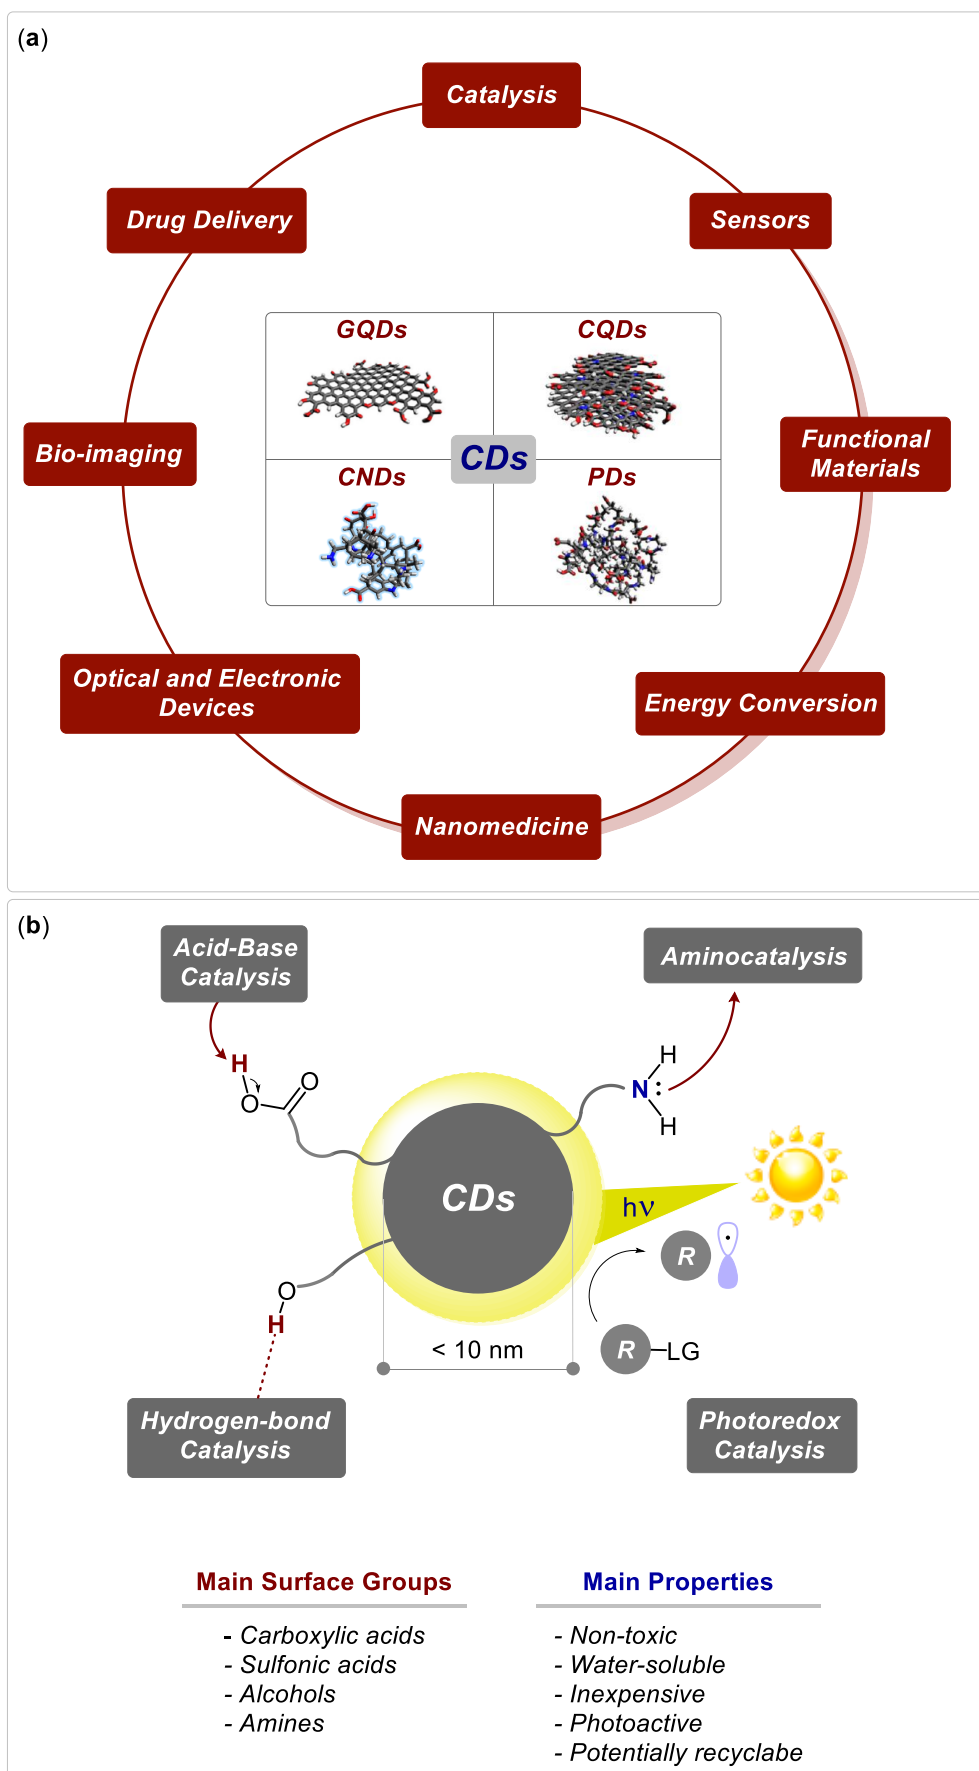 (a)
Catalysis
Drug Delivery
Sensors
GQDs
CQDs
Bio-imaging
Functional
Materials
CDs
CNDs
PDs
Optical and Electronic
Devices
Energy Conversion
Nanomedicine
(b)
Acid-Base
Catalysis
Aminocatalysis
H
O
O
H
N:
H
CDs
hν
R
O
H
< 10 nm
R-LG
Hydrogen-bond
Catalysis
Photoredox
Catalysis
Main Surface Groups
- Carboxylic acids
- Sulfonic acids
- Alcohols
- Amines
Main Properties
- Non-toxic
- Water-soluble
- Inexpensive
- Photoactive
- Potentially recyclabe